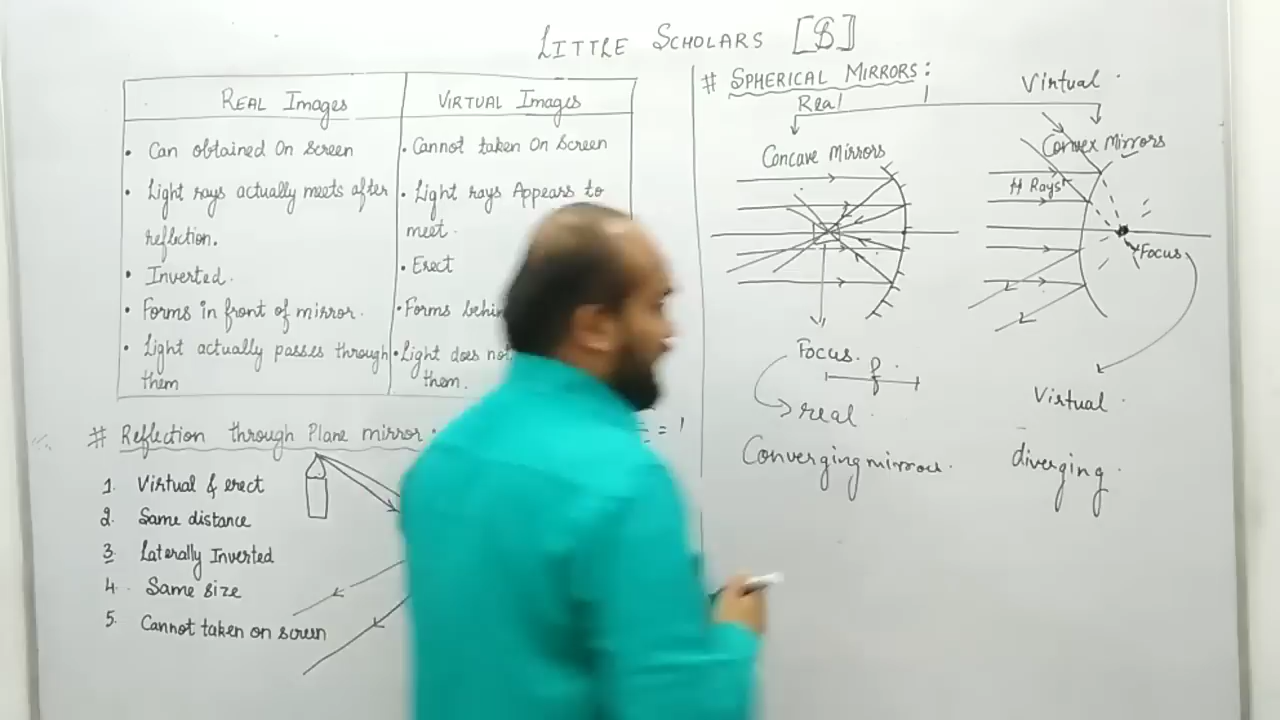 LITTLE SCHOLARS [$]
REAL Images
VIRTUAL Images
• Can obtained On Screen
• Light rays actually meets after
reflection.
• Inverted.
• Forms in front of mirror.
• Light actually passes through
them
• Cannot taken On Screen
• Light rays Appears to
meet.
• Erect
• Forms behin
• Light does not
them.
# Reflection through Plane mirror:
= 1
1. Virtual & erect
2. Same distance
3. Laterally Inverted
4. Same size
5. Cannot taken on screen
# SPHERICAL MIRRORS:
Real
Virtual
Concave Mirrors
Convex Mirrors
Rays
Focus
Focus.
f
real
Virtual
Converging mirror.
diverging